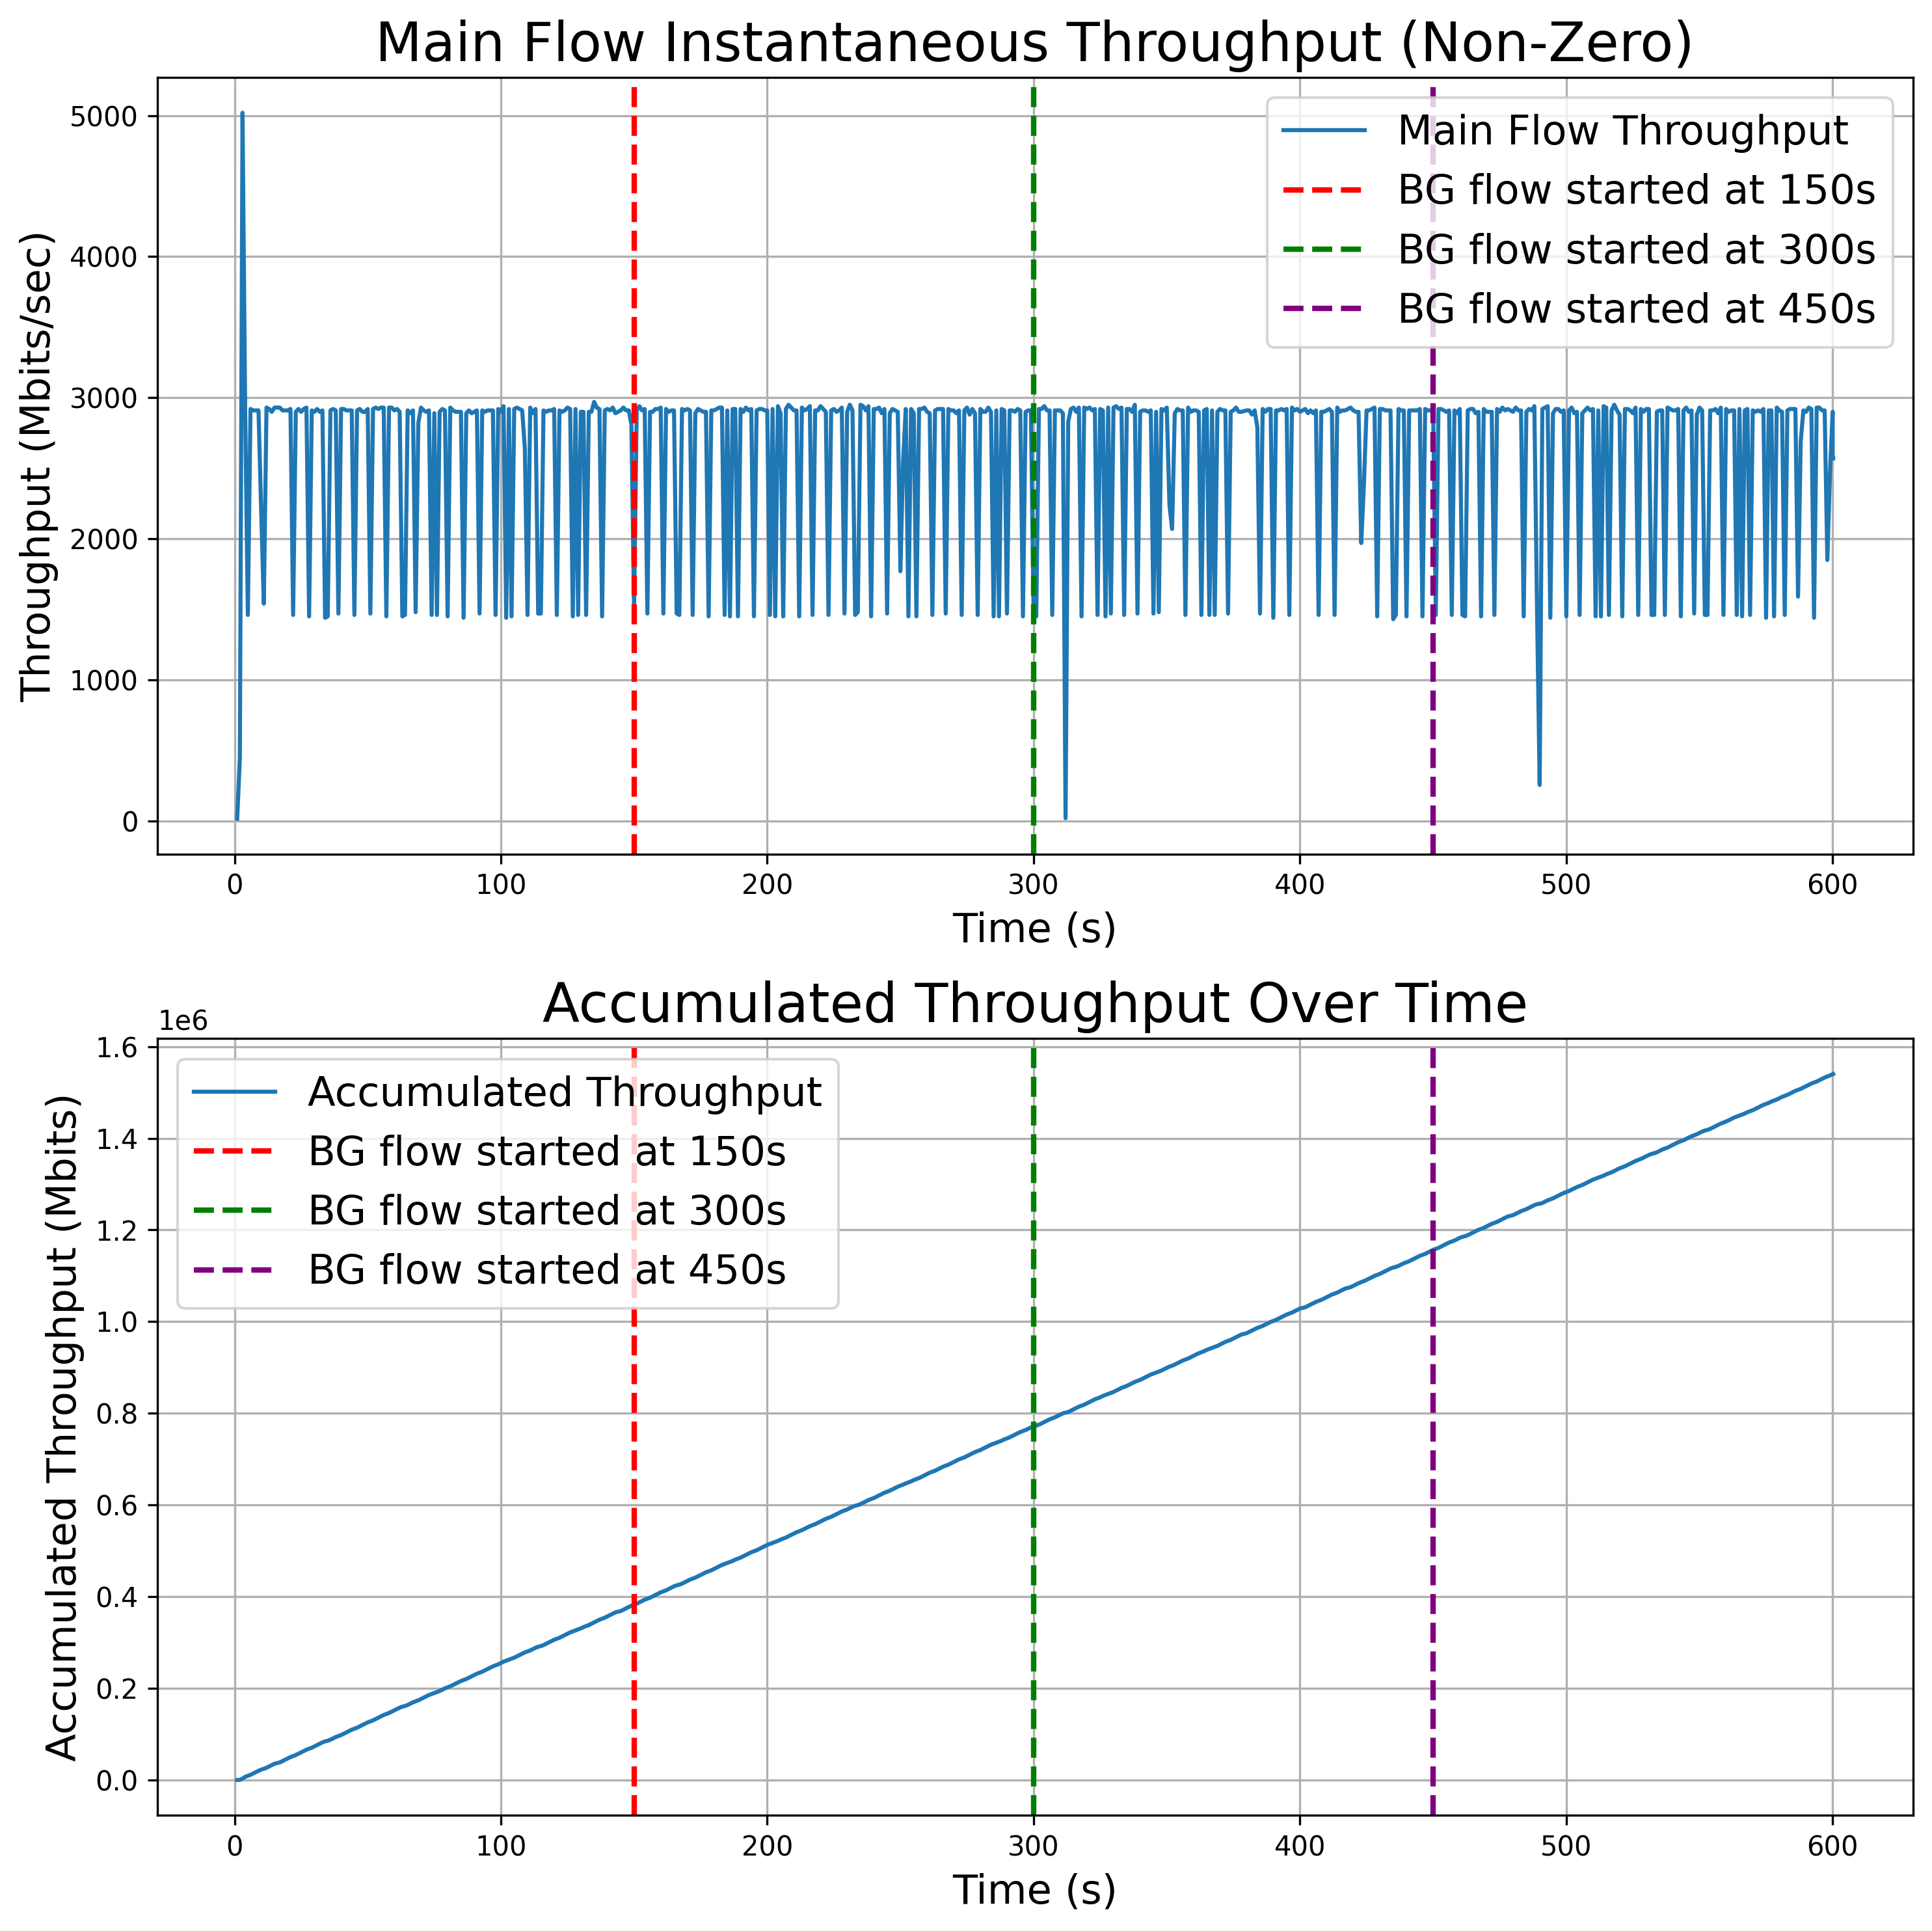 Main Flow Instantaneous Throughput (Non-Zero)
Throughput (Mbits/sec)
5000
4000
3000
2000
1000
0
Main Flow Throughput
BG flow started at 150s
BG flow started at 300s
BG flow started at 450s
0 100 200 300 400 500 600
Time (s)
Accumulated Throughput Over Time
1e6
Accumulated Throughput (Mbits)
1.6
1.4
1.2
1.0
0.8
0.6
0.4
0.2
0.0
Accumulated Throughput
BG flow started at 150s
BG flow started at 300s
BG flow started at 450s
0 100 200 300 400 500 600
Time (s)